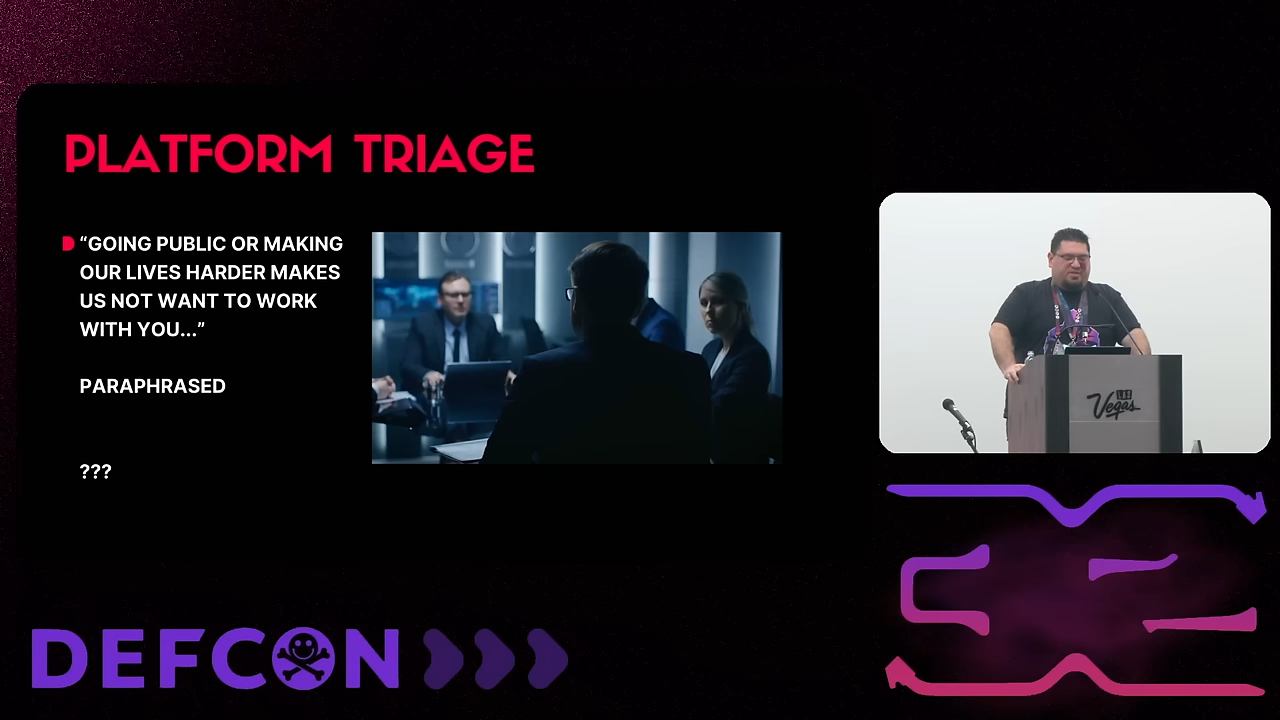 PLATFORM TRIAGE
“GOING PUBLIC OR MAKING
OUR LIVES HARDER MAKES
US NOT WANT TO WORK
WITH YOU...”
PARAPHRASED
???
LAS
Vegas
DEFCON